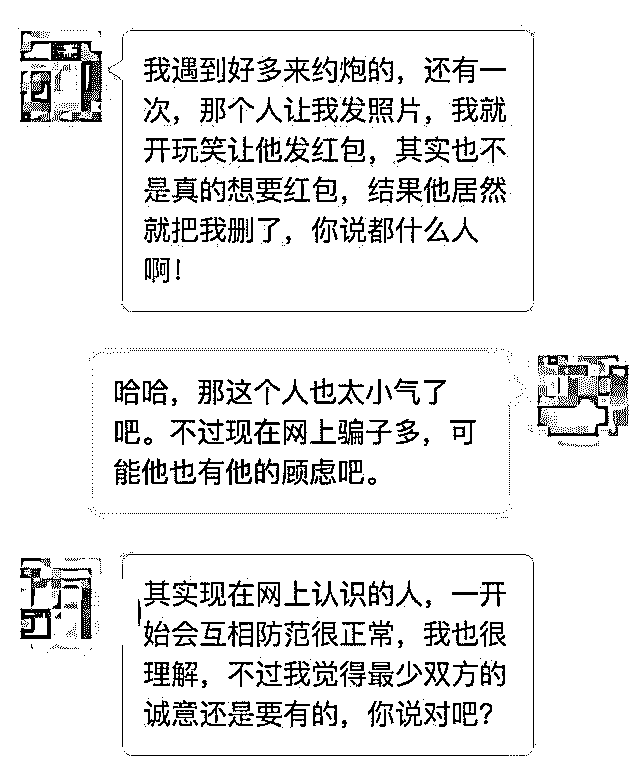 我遇到好多来约炮的，还有一
次，那个人让我发照片，我就
开玩笑让他发红包，其实也不
是真的想要红包，结果他居然
就把我删了，你说都什么人
啊！
哈哈，那这个人也太小气了
吧。不过现在网上骗子多，可
能他也有他的顾虑吧。
其实现在网上认识的人，一开
始会互相防范很正常，我也很
理解，不过我觉得最少双方的
诚意还是要有的，你说对吧？